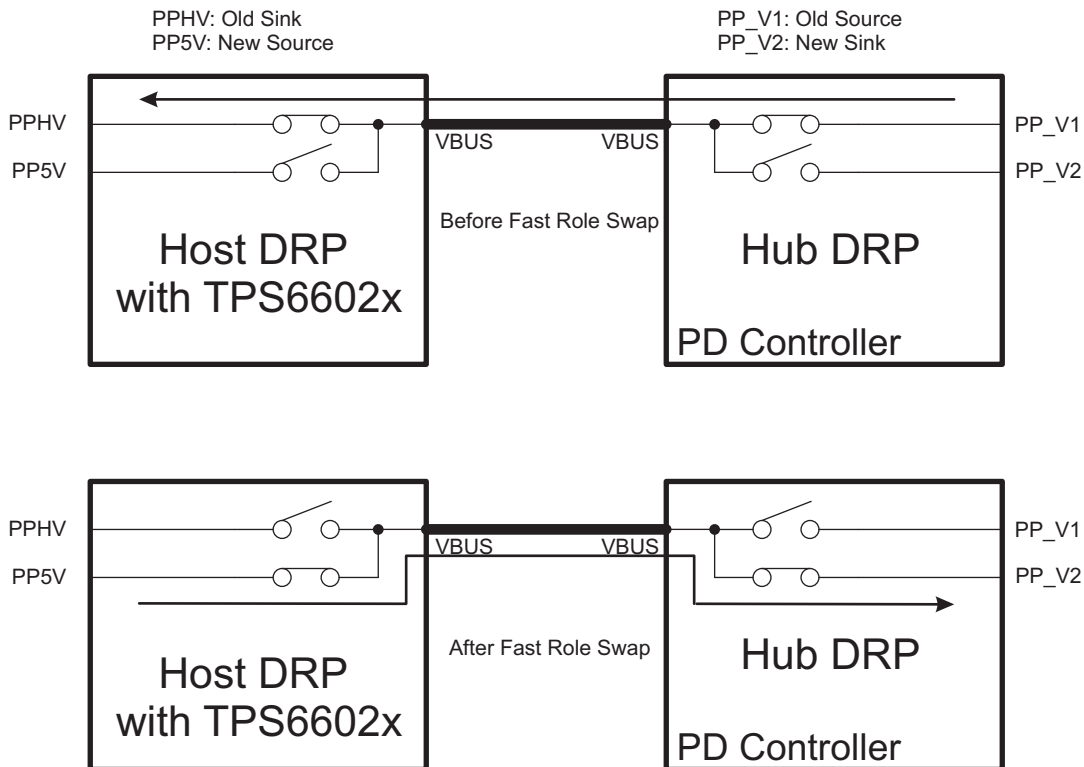 PPHV: Old Sink
PP5V: New Source
PP_V1: Old Source
PP_V2: New Sink
PPHV
PP5V
VBUS
VBUS
PP_V1
PP_V2
Before Fast Role Swap
Host DRP
with TPS6602x
Hub DRP
PD Controller
PPHV
PP5V
VBUS
VBUS
PP_V1
PP_V2
After Fast Role Swap
Host DRP
with TPS6602x
Hub DRP
PD Controller